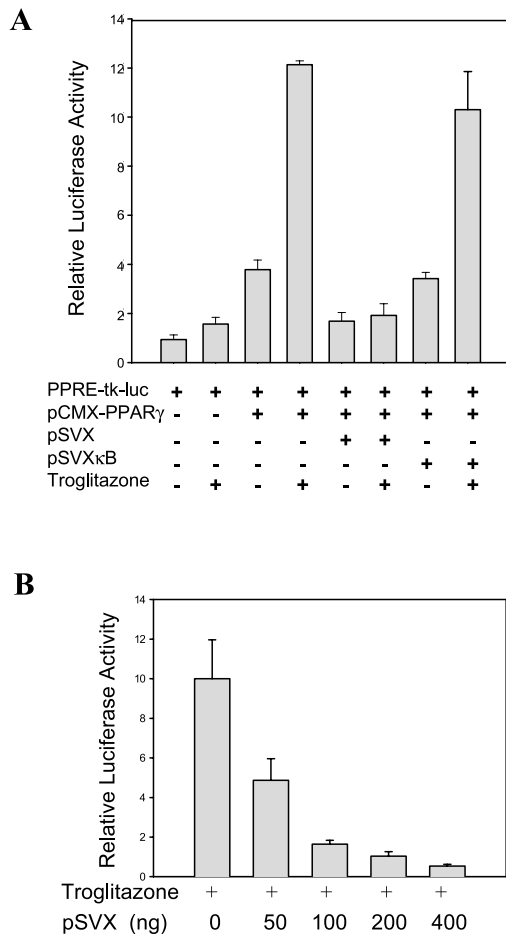 A
Relative Luciferase Activity
14
12
10
8
6
4
2
0
PPRE-tk-luc + + + + + + + +
pCMX-PPARγ - - + + + + + +
pSVX - - - - + + - -
pSVXκB - - - - - - + +
Troglitazone - + - + - + - +
B
Relative Luciferase Activity
14
12
10
8
6
4
2
0
Troglitazone + + + + +
pSVX (ng) 0 50 100 200 400